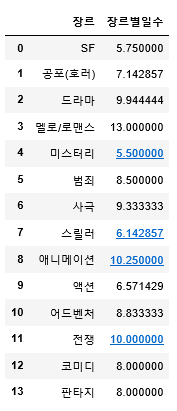 장르 장르별일수
0 SF 5.750000
1 공포(호러) 7.142857
2 드라마 9.944444
3 멜로/로맨스 13.000000
4 미스터리 5.500000
5 범죄 8.500000
6 사극 9.333333
7 스릴러 6.142857
8 애니메이션 10.250000
9 액션 6.571429
10 어드벤처 8.833333
11 전쟁 10.000000
12 코미디 8.000000
13 판타지 8.000000